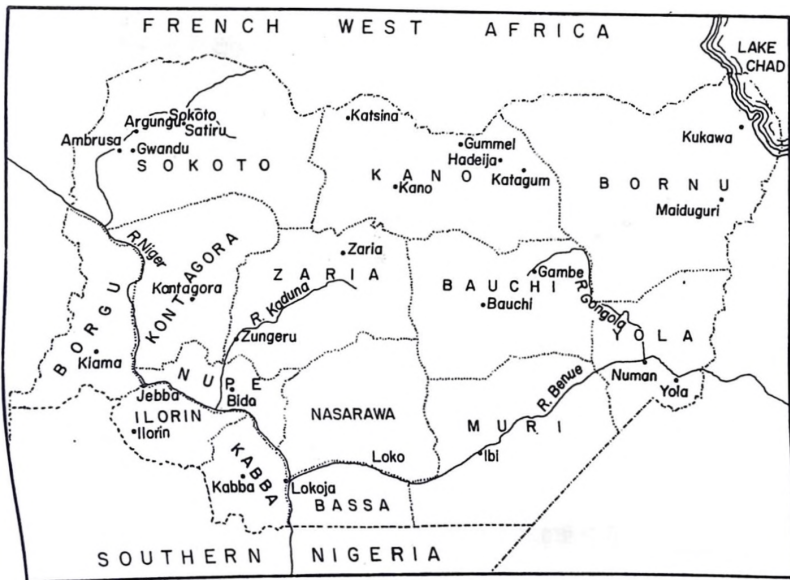 FRENCH WEST AFRICA
LAKE
CHAD
Sokoto
Argungu
Satiru
Ambrusa
Gwandu
SOKOTO
Katsina
Gummel
Hadeija
KANO
Katagum
Kano
Kukawa
BORNU
Maiduguri
R. Niger
KONTAGORA
Kontagora
BORGU
Kiama
Zaria
ZARIA
R. Kaduna
Zungeru
Gambe
BAUCHI
Bauchi
R. Gongola
YOLA
Numan
Yola
NUPE
Jebba
Bida
ILORIN
Ilorin
NASARAWA
R. Benue
MURI
Ibi
Loko
KABBA
Kabba
Lokoja
BASSA
SOUTHERN NIGERIA